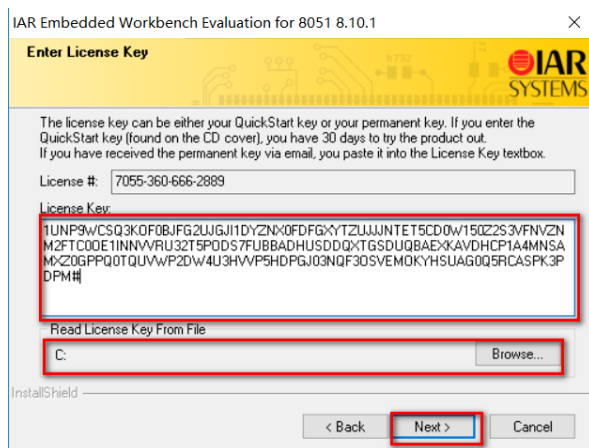 IAR Embedded Workbench Evaluation for 8051 8.10.1
Enter License Key
IAR
SYSTEMS
The license key can be either your QuickStart key or your permanent key. If you enter the
QuickStart key (found on the CD cover), you have 30 days to try the product out.
If you have received the permanent key via email, you paste it into the License Key textbox.
License #: 7055-360-666-2889
License Key:
DPM#
Read License Key From File
C:
Browse...
InstallShield
< Back
Next >
Cancel